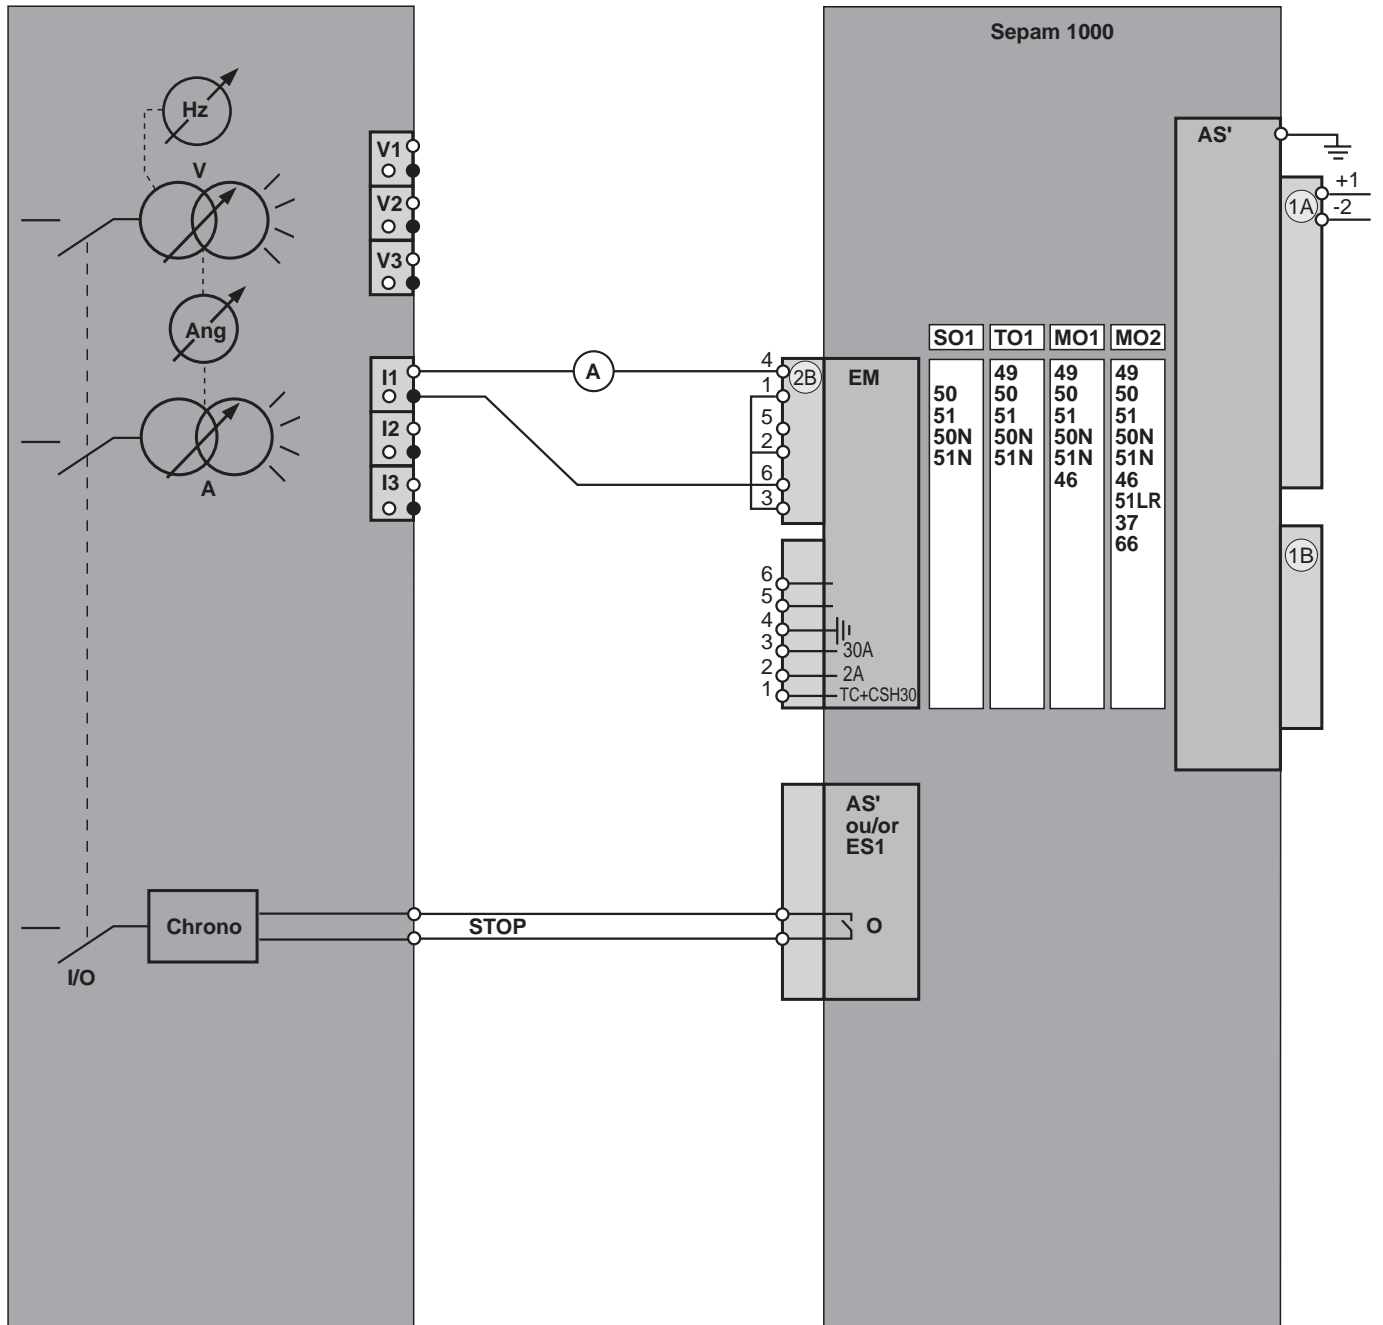 Sepam 1000
Hz
V
Ang
A
V1
V2
V3
I1
I2
I3
A
4
1
5
2
6
3
2B
EM
6
5
4
3
2
1
30A
2A
TC+CSH30
SO1
50
51
50N
51N
TO1
49
50
51
50N
51N
MO1
49
50
51
50N
51N
46
MO2
49
50
51
50N
51N
46
51LR
37
66
AS'
1A
+1
-2
1B
Chrono
I/O
STOP
AS'
ou/or
ES1
O